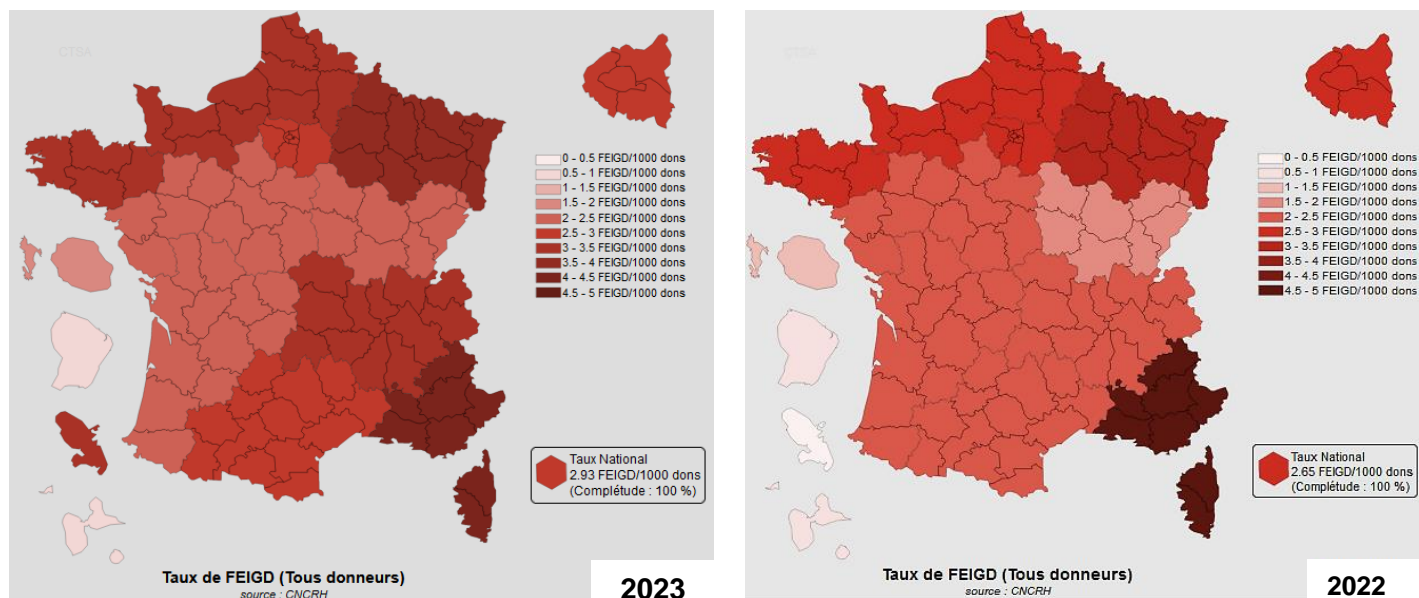 CTSA
0 - 0.5 FEIGD/1000 dons
0.5 - 1 FEIGD/1000 dons
1 - 1.5 FEIGD/1000 dons
1.5 - 2 FEIGD/1000 dons
2 - 2.5 FEIGD/1000 dons
2.5 - 3 FEIGD/1000 dons
3 - 3.5 FEIGD/1000 dons
3.5 - 4 FEIGD/1000 dons
4 - 4.5 FEIGD/1000 dons
4.5 - 5 FEIGD/1000 dons
Taux National
2.93 FEIGD/1000 dons
(Complétude : 100 %)
Taux de FEIGD (Tous donneurs)
source : CNCRH
2023
CTSA
0 - 0.5 FEIGD/1000 dons
0.5 - 1 FEIGD/1000 dons
1 - 1.5 FEIGD/1000 dons
1.5 - 2 FEIGD/1000 dons
2 - 2.5 FEIGD/1000 dons
2.5 - 3 FEIGD/1000 dons
3 - 3.5 FEIGD/1000 dons
3.5 - 4 FEIGD/1000 dons
4 - 4.5 FEIGD/1000 dons
4.5 - 5 FEIGD/1000 dons
Taux National
2.65 FEIGD/1000 dons
(Complétude : 100 %)
Taux de FEIGD (Tous donneurs)
source : CNCRH
2022